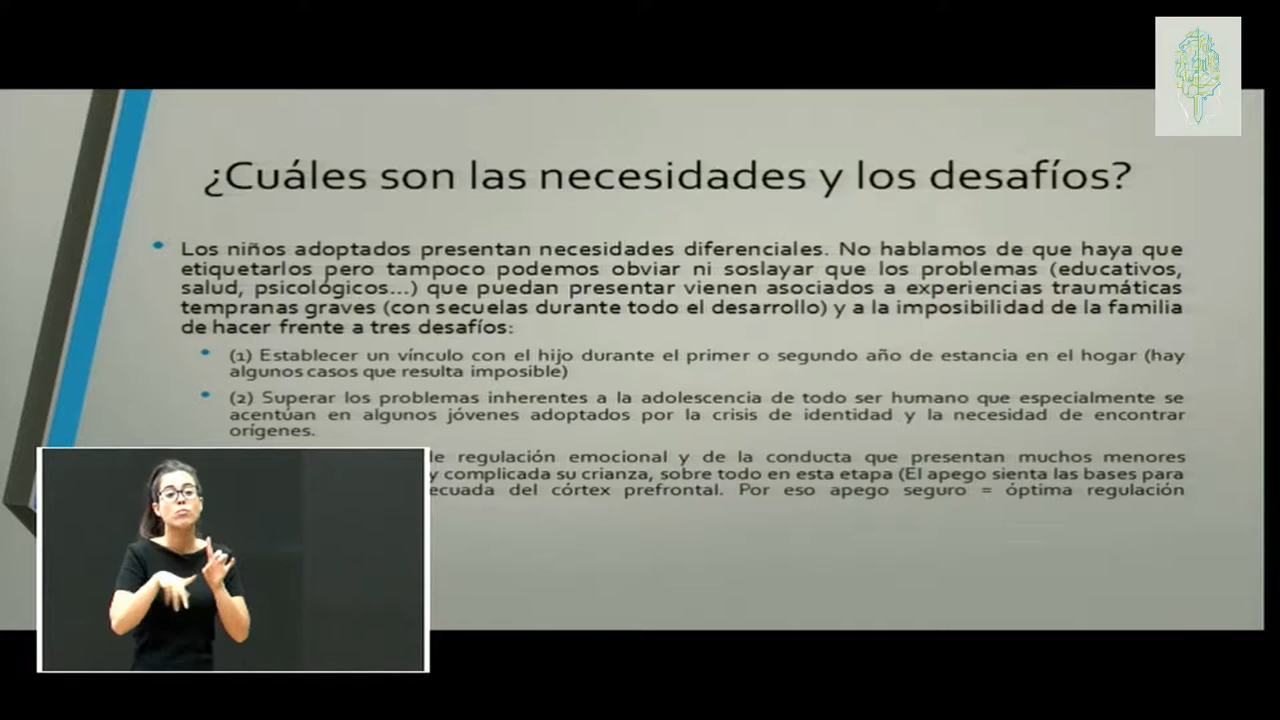 ¿Cuáles son las necesidades y los desafíos?
Los niños adoptados presentan necesidades diferenciales. No hablamos de que haya que
etiquetarlos pero tampoco podemos obviar ni soslayar que los problemas (educativos,
salud, psicológicos...) que puedan presentar vienen asociados a experiencias traumáticas
tempranas graves (con secuelas durante todo el desarrollo) y a la imposibilidad de la familia
de hacer frente a tres desafíos:
(1) Establecer un vínculo con el hijo durante el primer o segundo año de estancia en el hogar (hay
algunos casos que resulta imposible)
(2) Superar los problemas inherentes a la adolescencia de todo ser humano que especialmente se
acentúan en algunos jóvenes adoptados por la crisis de identidad y la necesidad de encontrar
orígenes.
regulación emocional y de la conducta que presentan muchos menores
y complicada su crianza, sobre todo en esta etapa (El apego sienta las bases para
del córtex prefrontal. Por eso apego seguro = óptima regulación